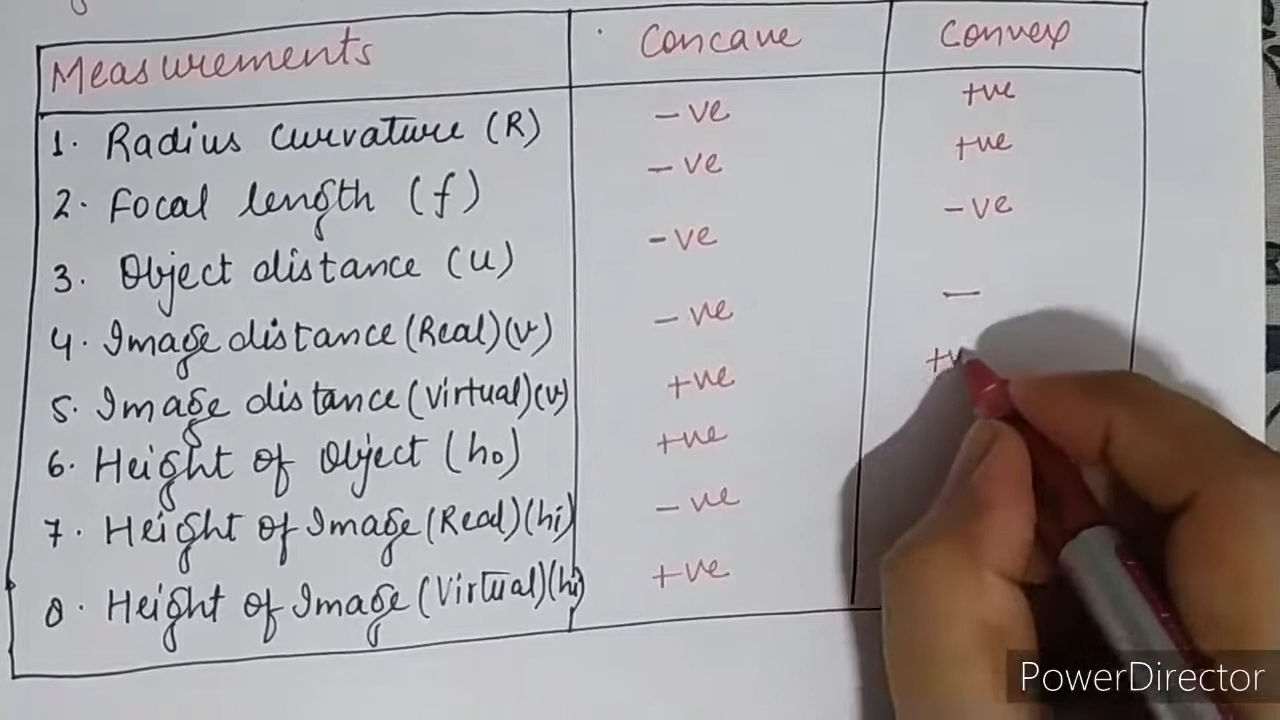 Measurements Concave Convex
1. Radius curvature (R) -ve +ve
2. Focal length (f) -ve +ve
3. Object distance (u) -ve -ve
4. Image distance (Real)(v) -ve —
5. Image distance (Virtual)(v) +ve +v
6. Height of Object (ho) +ve
7. Height of Image (Real)(hi) -ve
8. Height of Image (Virtual)(hi) +ve
PowerDirector